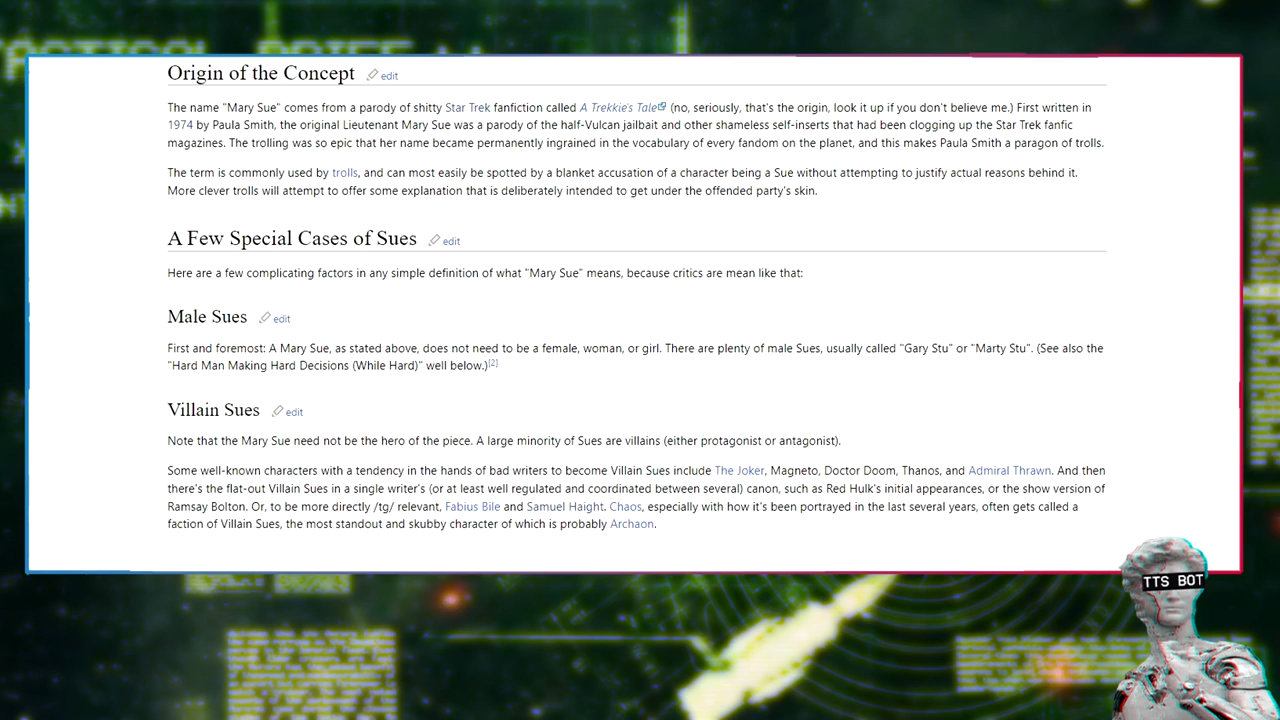 Origin of the Concept edit
The name "Mary Sue" comes from a parody of shitty Star Trek fanfiction called A Trekkie's Tale (no, seriously, that's the origin, look it up if you don't believe me.) First written in
1974 by Paula Smith, the original Lieutenant Mary Sue was a parody of the half-Vulcan jailbait and other shameless self-inserts that had been clogging up the Star Trek fanfic
magazines. The trolling was so epic that her name became permanently ingrained in the vocabulary of every fandom on the planet, and this makes Paula Smith a paragon of trolls.
The term is commonly used by trolls, and can most easily be spotted by a blanket accusation of a character being a Sue without attempting to justify actual reasons behind it.
More clever trolls will attempt to offer some explanation that is deliberately intended to get under the offended party's skin.
A Few Special Cases of Sues edit
Here are a few complicating factors in any simple definition of what "Mary Sue" means, because critics are mean like that:
Male Sues edit
First and foremost: A Mary Sue, as stated above, does not need to be a female, woman, or girl. There are plenty of male Sues, usually called "Gary Stu" or "Marty Stu". (See also the
"Hard Man Making Hard Decisions (While Hard)" well below.)[2]
Villain Sues edit
Note that the Mary Sue need not be the hero of the piece. A large minority of Sues are villains (either protagonist or antagonist).
Some well-known characters with a tendency in the hands of bad writers to become Villain Sues include The Joker, Magneto, Doctor Doom, Thanos, and Admiral Thrawn. And then
there's the flat-out Villain Sues in a single writer's (or at least well regulated and coordinated between several) canon, such as Red Hulk's initial appearances, or the show version of
Ramsay Bolton. Or, to be more directly /tg/ relevant, Fabius Bile and Samuel Haight. Chaos, especially with how it's been portrayed in the last several years, often gets called a
faction of Villain Sues, the most standout and skubby character of which is probably Archaon.
TTS BOT